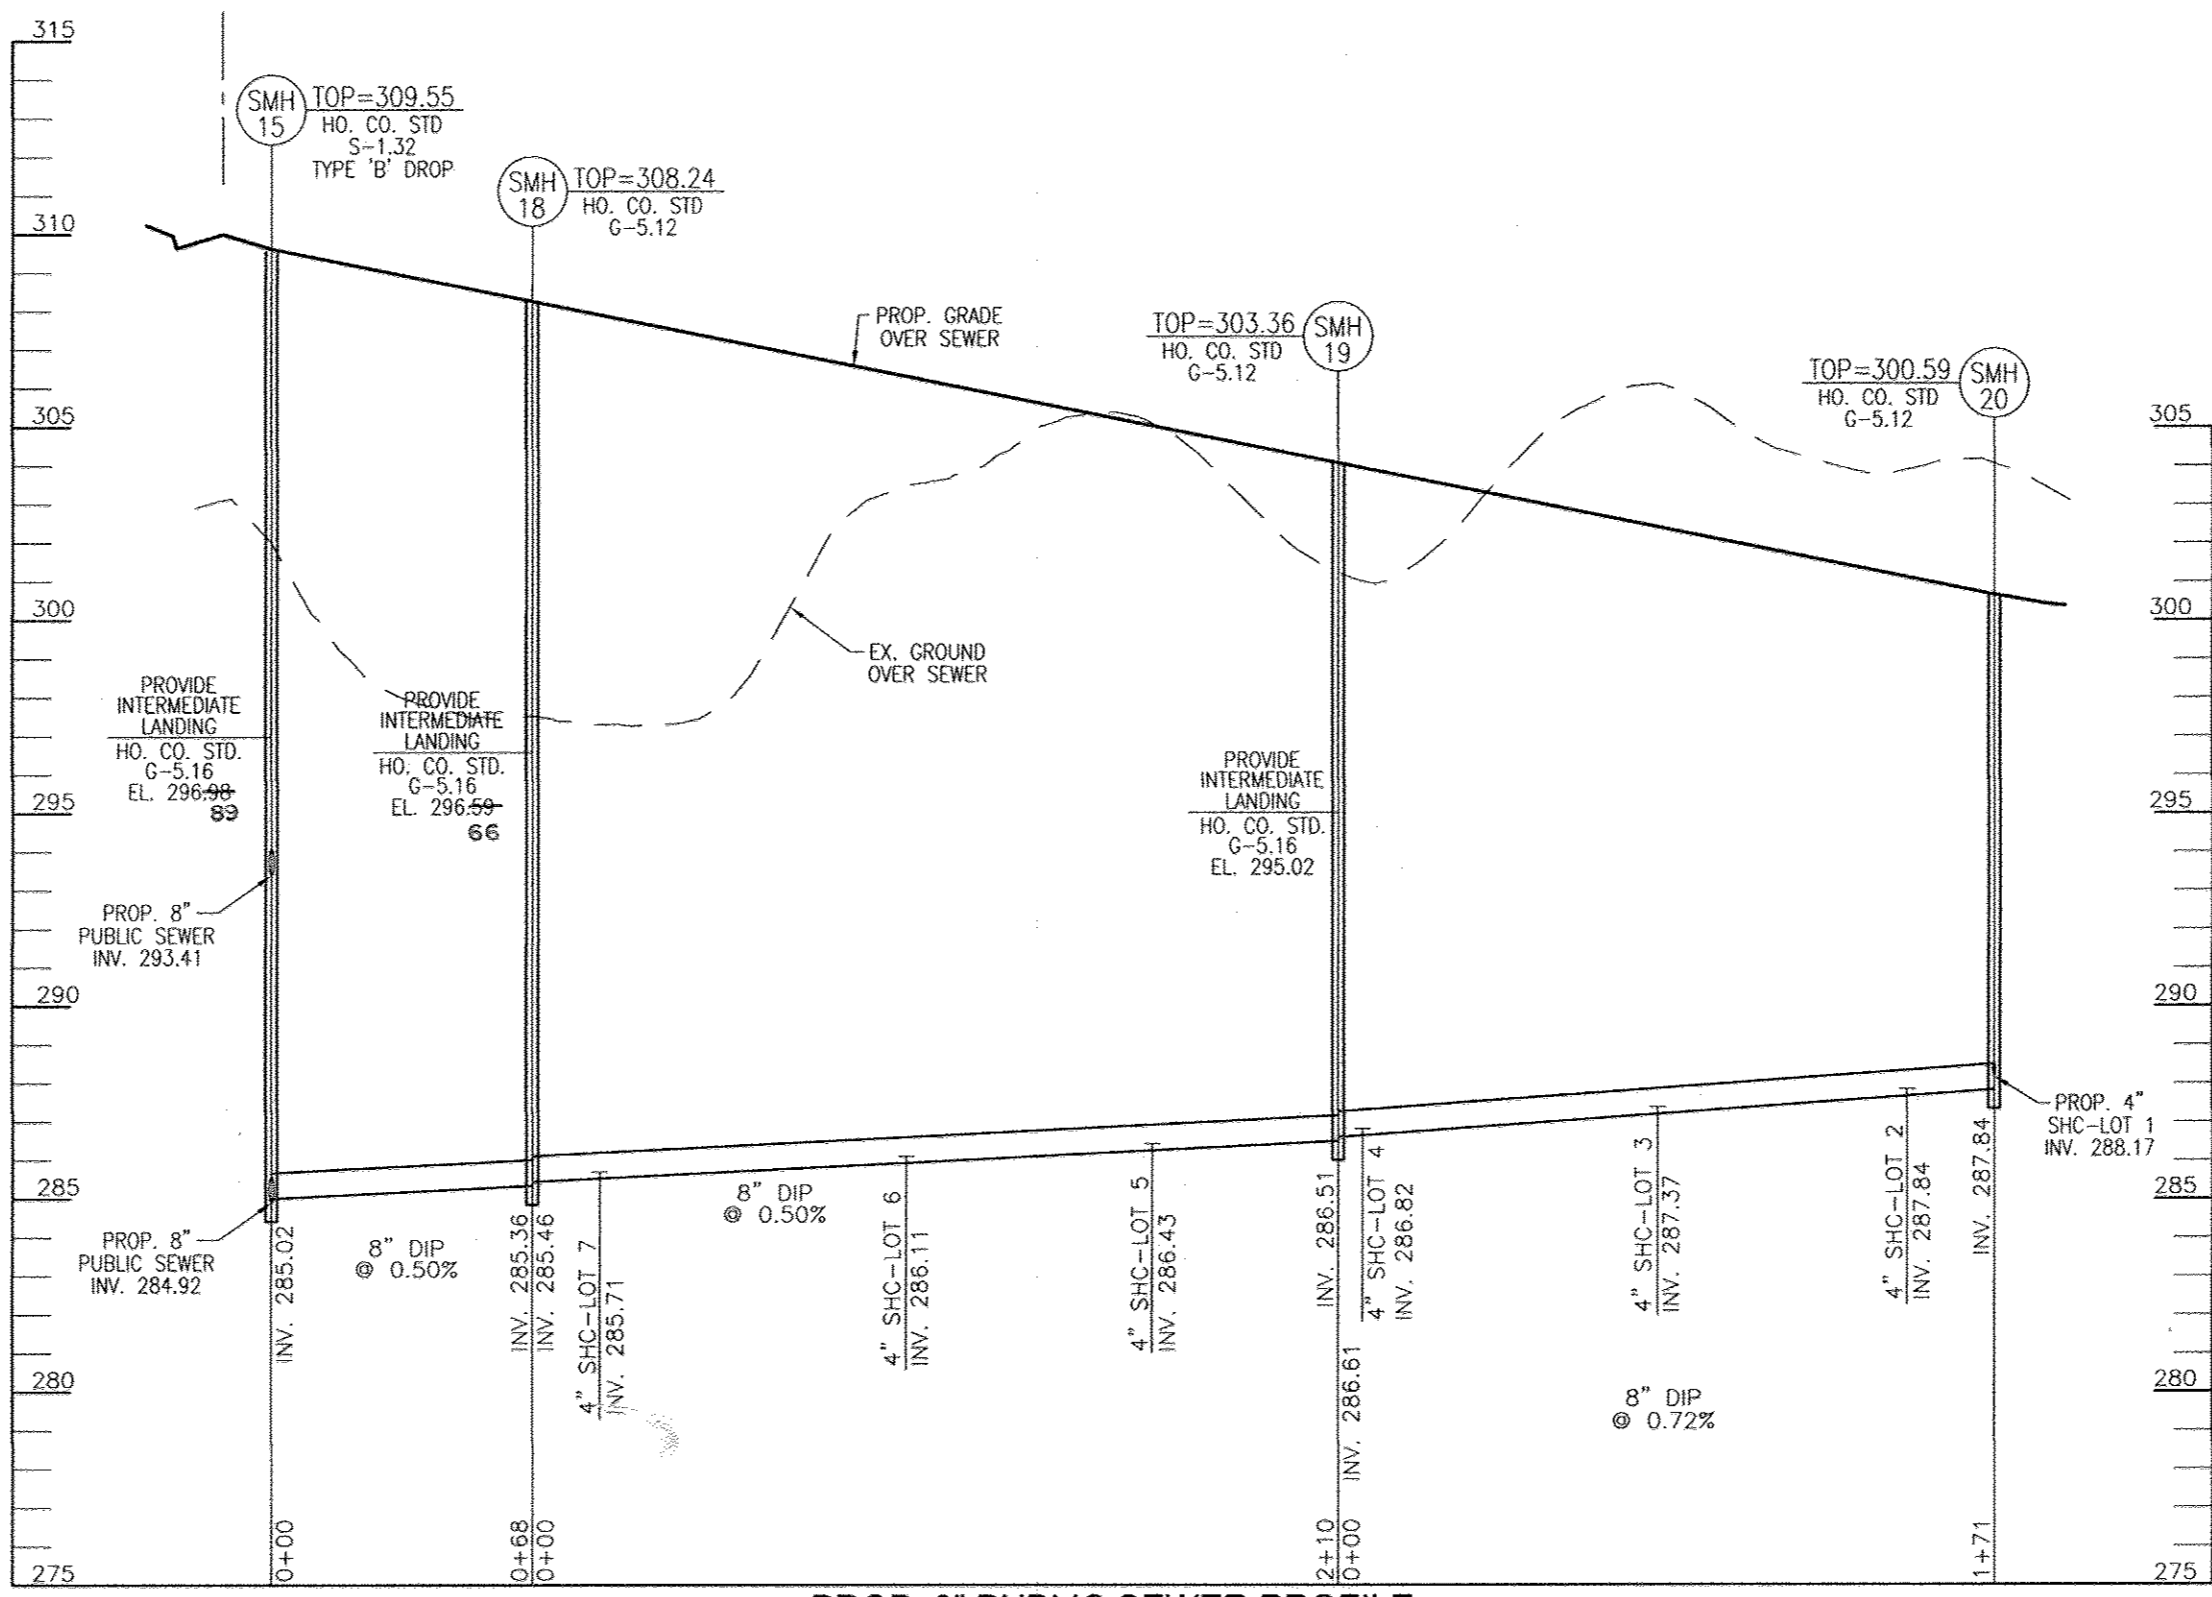 315
310
305
300
295
290
285
280
275
SMH
15
TOP=309.55
HO. CO. STD
S-1.32
TYPE 'B' DROP
SMH
18
TOP=308.24
HO. CO. STD
G-5.12
PROP. GRADE
OVER SEWER
TOP=303.36
HO. CO. STD
G-5.12
SMH
19
TOP=300.59
HO. CO. STD
G-5.12
SMH
20
EX. GROUND
OVER SEWER
PROVIDE
INTERMEDIATE
LANDING
HO. CO. STD.
G-5.16
EL. 296.98
89
PROVIDE
INTERMEDIATE
LANDING
HO. CO. STD.
G-5.16
EL. 296.59
66
PROVIDE
INTERMEDIATE
LANDING
HO. CO. STD.
G-5.16
EL. 295.02
PROP. 8"
PUBLIC SEWER
INV. 293.41
PROP. 8"
PUBLIC SEWER
INV. 284.92
INV. 285.02
8" DIP
@ 0.50%
INV. 285.36
INV. 285.46
4" SHC-LOT 7
INV. 285.71
8" DIP
@ 0.50%
4" SHC-LOT 6
INV. 286.11
4" SHC-LOT 5
INV. 286.43
INV. 286.51
INV. 286.61
4" SHC-LOT 4
INV. 286.82
4" SHC-LOT 3
INV. 287.37
8" DIP
@ 0.72%
4" SHC-LOT 2
INV. 287.84
INV. 287.84
PROP. 4"
SHC-LOT 1
INV. 288.17
0+00
0+68
0+00
2+10
0+00
1+71
305
300
295
290
285
280
275
PROP. 8" PUBLIC SEWER PROFILE